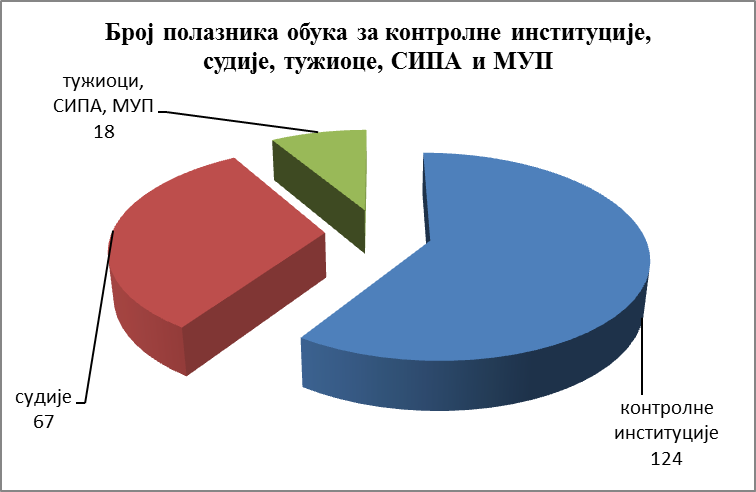 Број полазника обука за контролне институције,
судије, тужиоце, СИПА и МУП
тужиоци,
СИПА, МУП
18
судије
67
контролне
институције
124